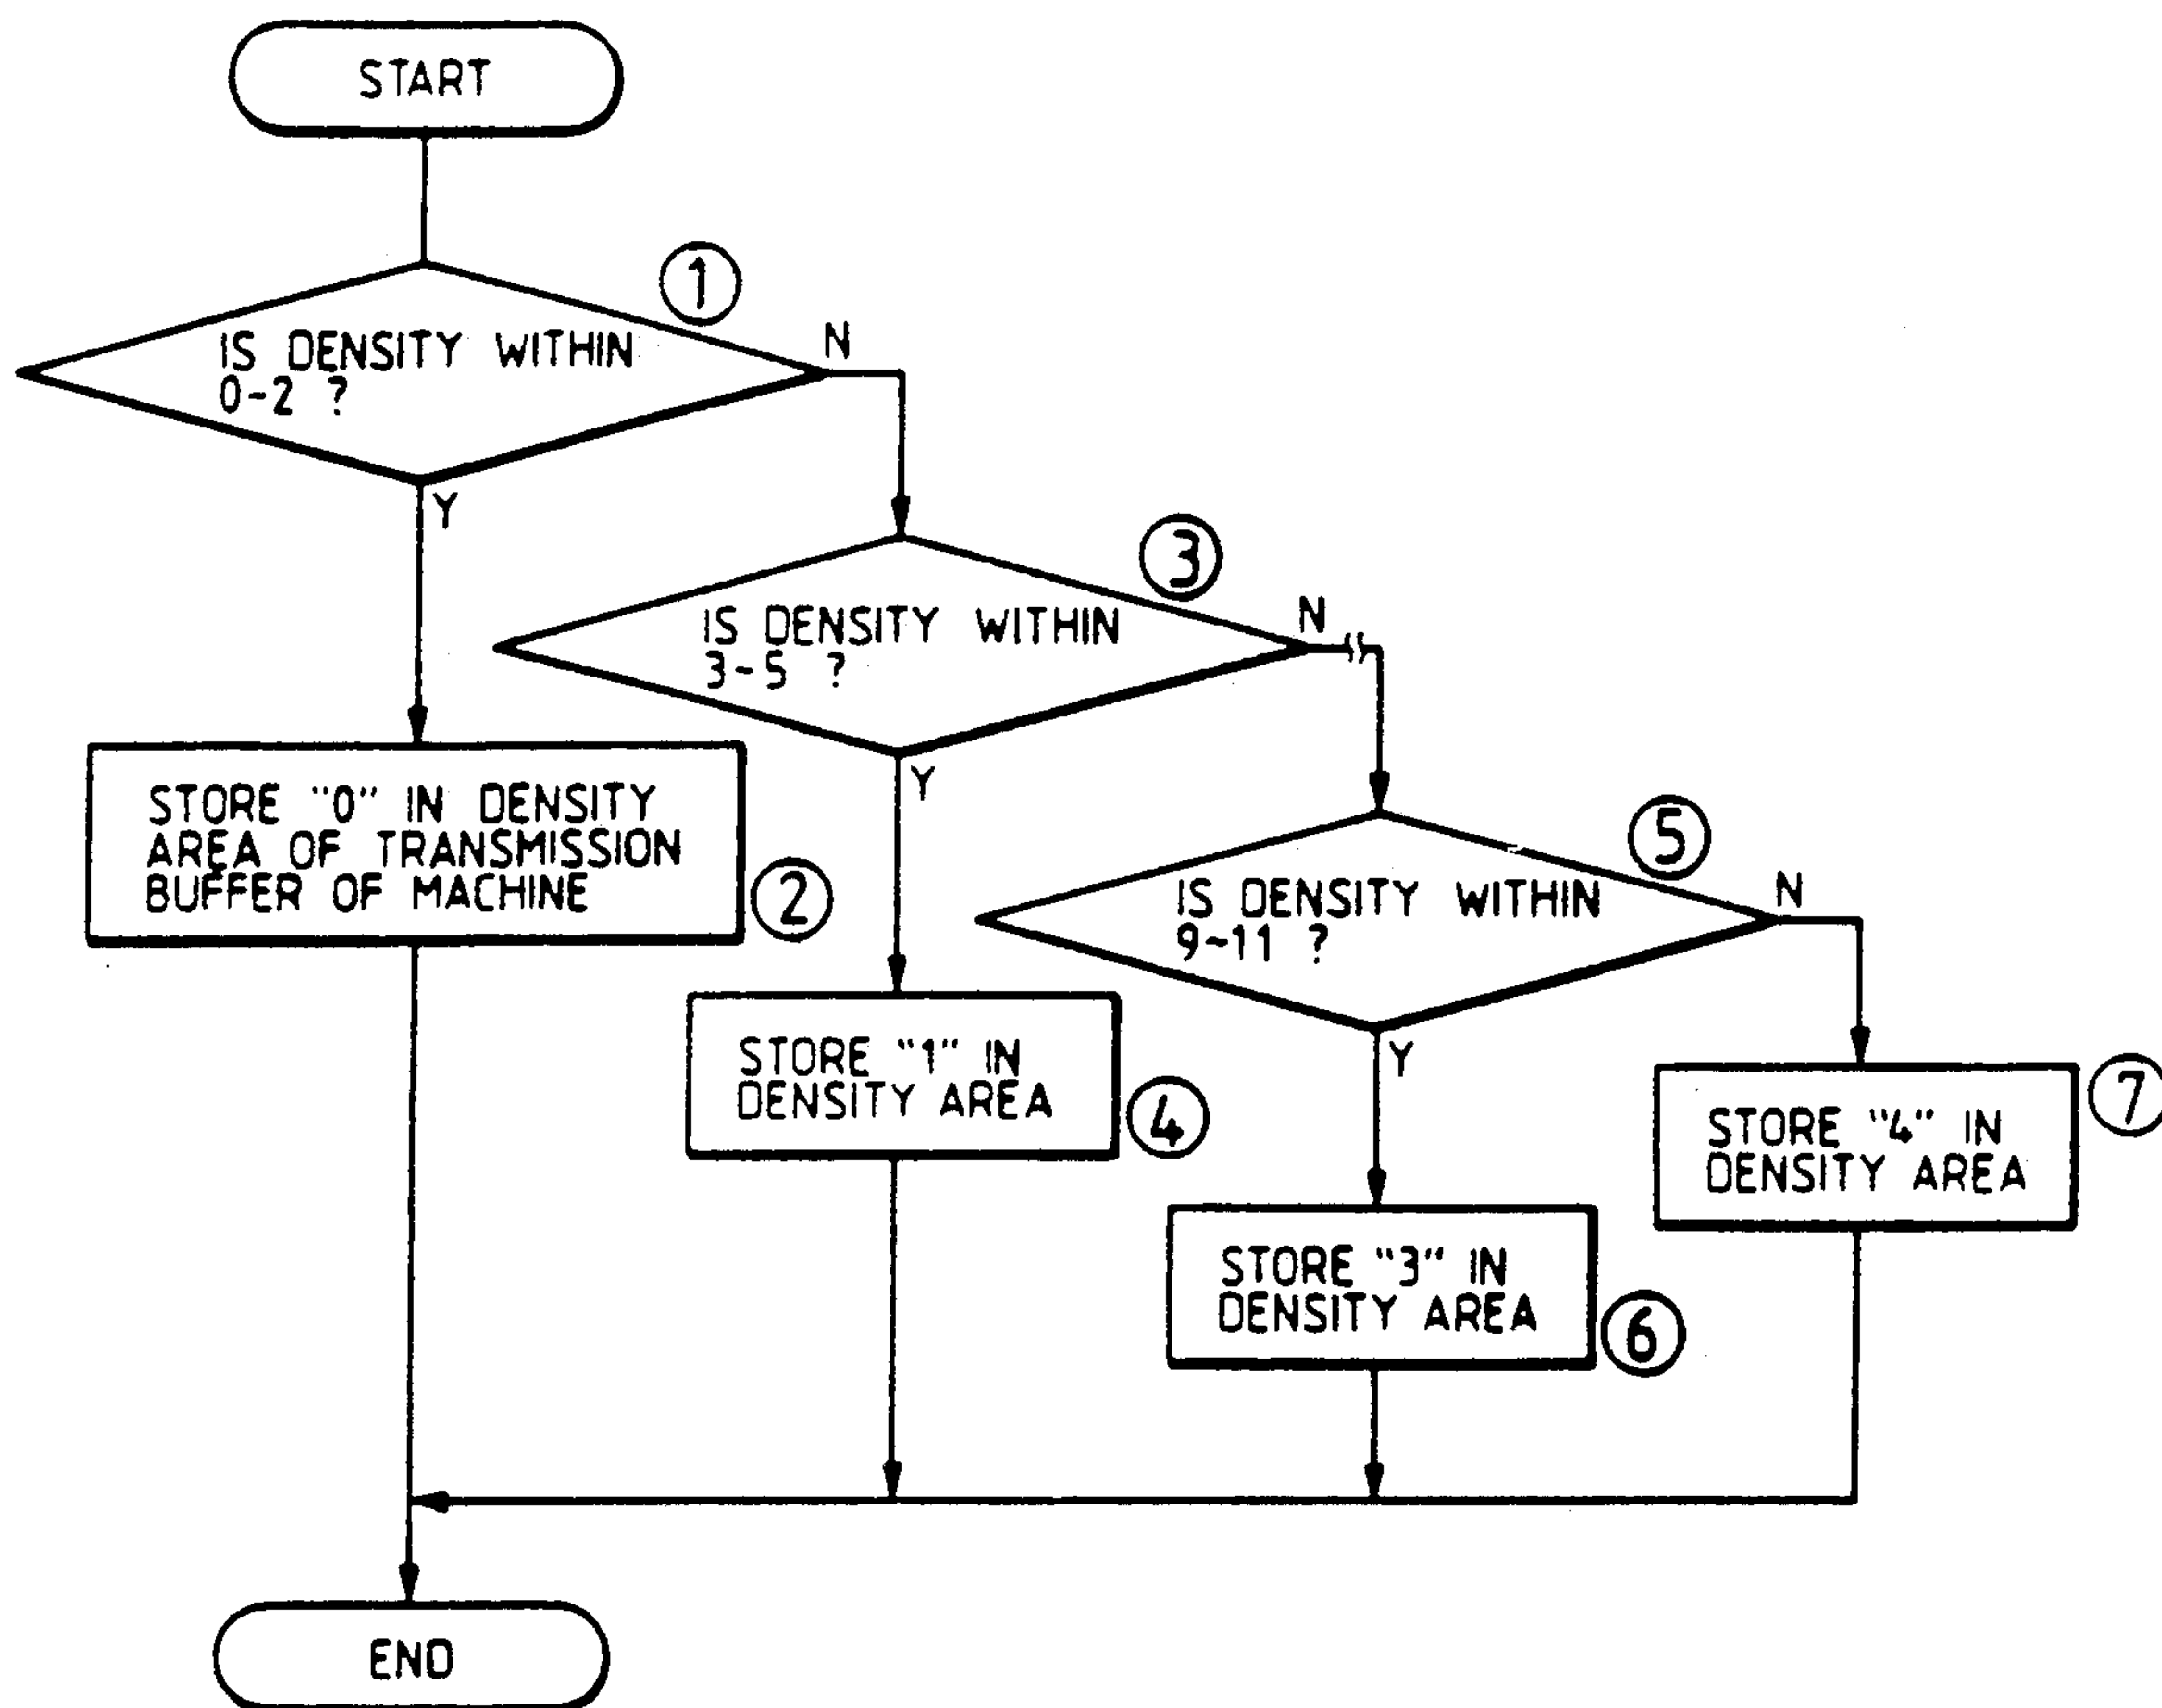 START
1
IS DENSITY WITHIN
0~2 ?
N
Y
3
IS DENSITY WITHIN
3~5 ?
N
Y
STORE "0" IN DENSITY
AREA OF TRANSMISSION
BUFFER OF MACHINE
2
5
IS DENSITY WITHIN
9~11 ?
N
Y
STORE "1" IN
DENSITY AREA
4
7
STORE "4" IN
DENSITY AREA
STORE "3" IN
DENSITY AREA
6
END